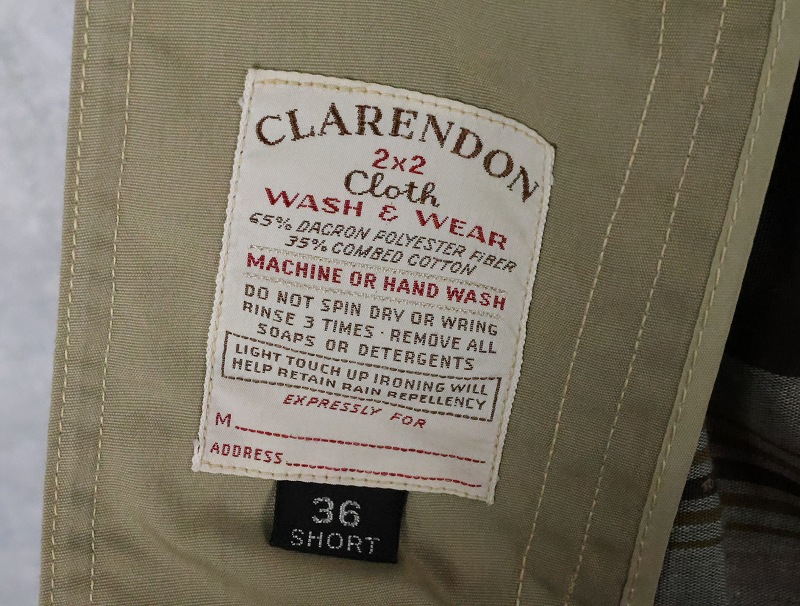 CLARENDON
2x2
Cloth
WASH & WEAR
65% DACRON POLYESTER FIBER
35% COMBED COTTON
MACHINE OR HAND WASH
DO NOT SPIN DRY OR WRING
RINSE 3 TIMES · REMOVE ALL
SOAPS OR DETERGENTS
LIGHT TOUCH UP IRONING WILL
HELP RETAIN RAIN REPELLENCY
EXPRESSLY FOR
M
ADDRESS
36
SHORT